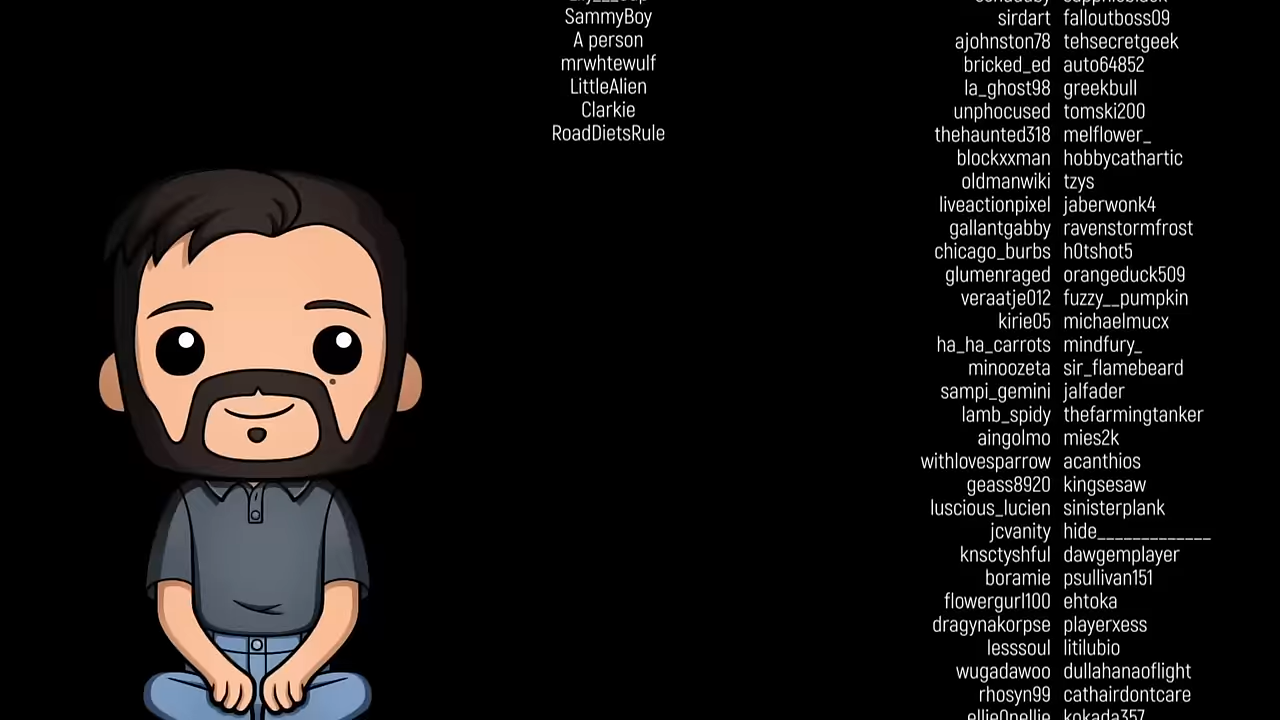 SammyBoy
A person
mrwhtewulf
LittleAlien
Clarkie
RoadDietsRule
sirdart falloutboss09
ajohnston78 tehsecretgeek
bricked_ed auto64852
la_ghost98 greekbull
unphocused tomski200
thehaunted318 melflower_
blockxxman hobbycathartic
oldmanwiki tzys
liveactionpixel jaberwonk4
gallantgabby ravenstormfrost
chicago_burbs h0tshot5
glumenraged orangeduck509
veraatje012 fuzzy__pumpkin
kirie05 michaelmucx
ha_ha_carrots mindfury_
minoozeta sir_flamebeard
sampi_gemini jalfader
lamb_spidy thefarmingtanker
aingolmo mies2k
withlovesparrow acanthios
geass8920 kingsesaw
luscious_lucien sinisterplank
jcvanity hide_____________
knsctyshful dawgemplayer
boramie psullivan151
flowergurl100 ehtoka
dragynakorpse playerxess
lesssoul litilubio
wugadawoo dullahanaoflight
rhosyn99 cathairdontcare
kokada357